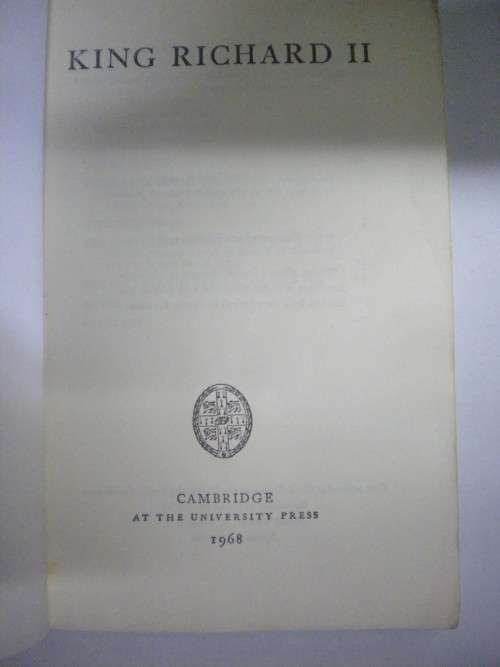 KING RICHARD II
CAMBRIDGE
AT THE UNIVERSITY PRESS
1968